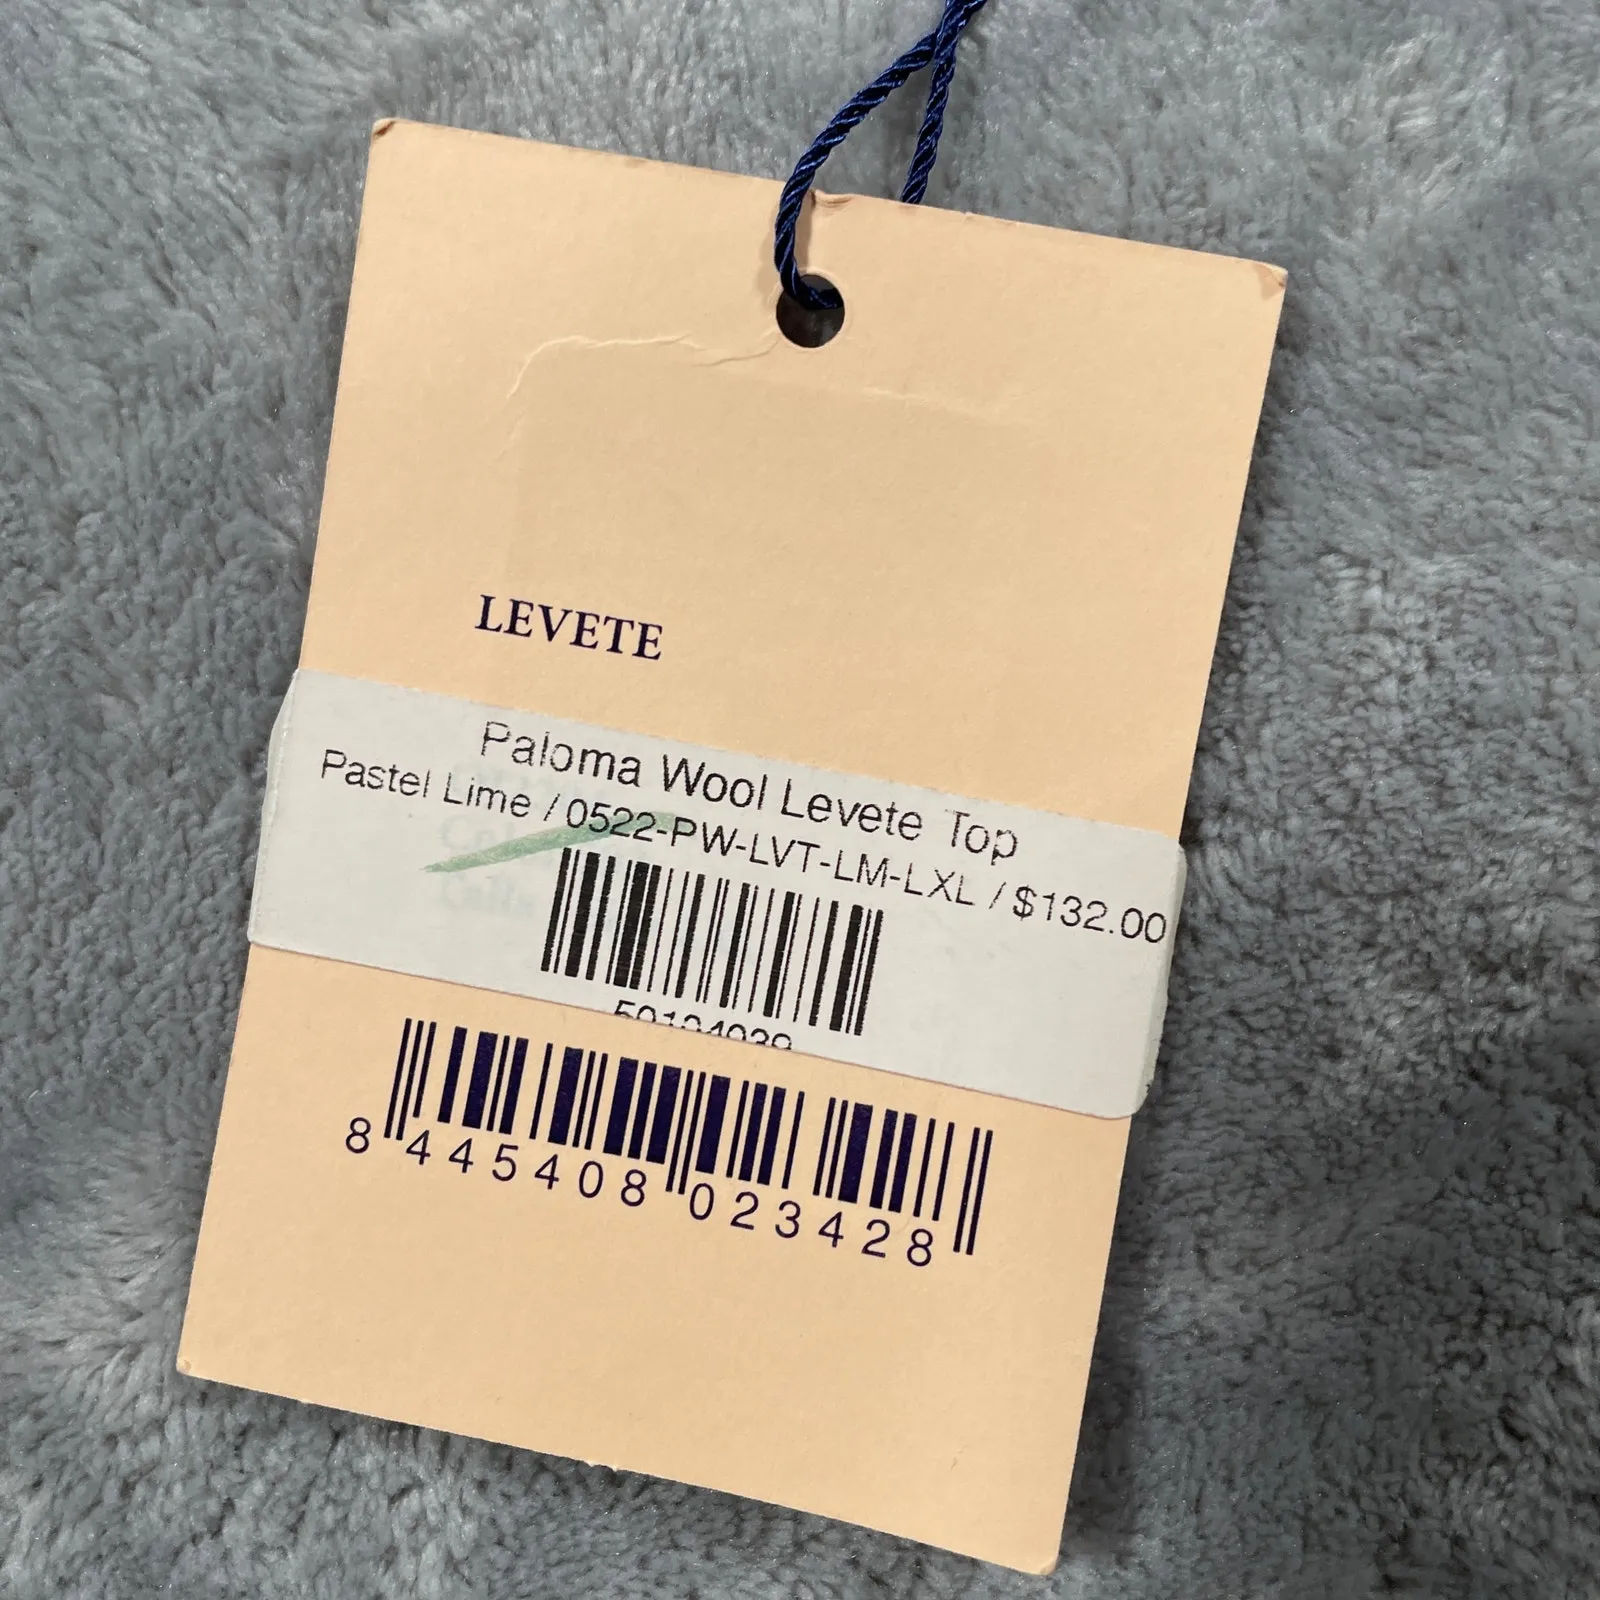 LEVETE
Paloma Wool Levete Top
Pastel Lime / 0522-PW-LVT-LM-LXL / $132.00
8 445408 023428